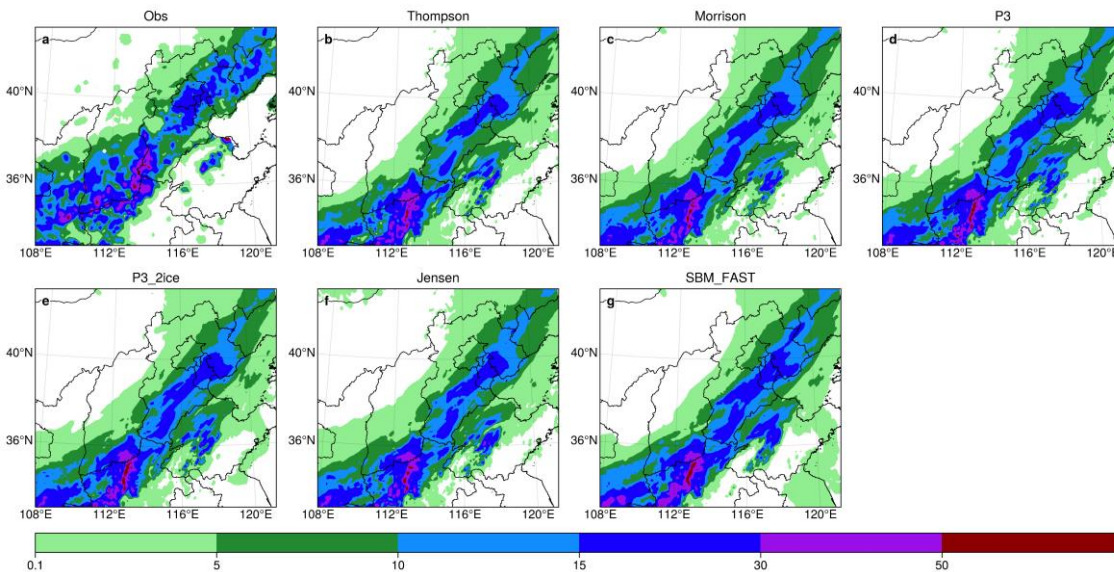 Obs Thompson Morrison P3
a b c d
40°N 40°N 40°N 40°N
36°N 36°N 36°N 36°N
108°E 112°E 116°E 120°E 108°E 112°E 116°E 120°E 108°E 112°E 116°E 120°E 108°E 112°E 116°E 120°E
P3_2ice Jensen SBM_FAST
e f g
40°N 40°N 40°N
36°N 36°N 36°N
108°E 112°E 116°E 120°E 108°E 112°E 116°E 120°E 108°E 112°E 116°E 120°E
0.1 5 10 15 30 50